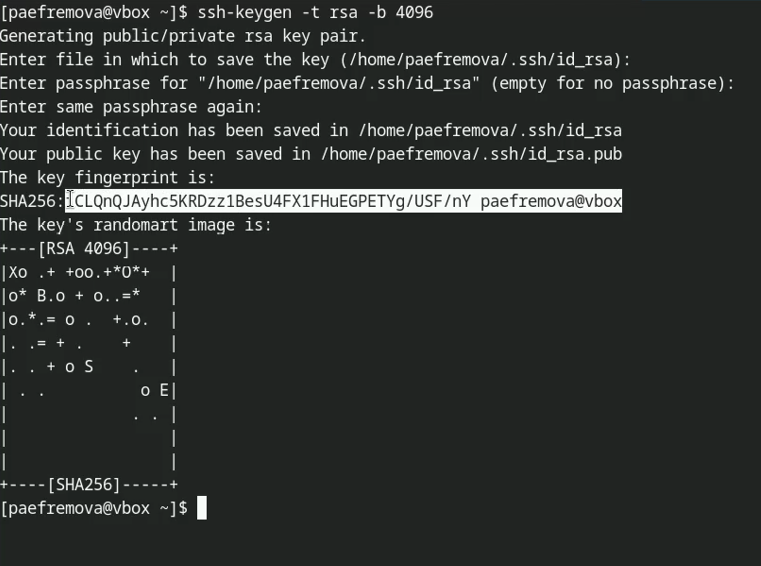 [paefremova@vbox ~]$ ssh-keygen -t rsa -b 4096
Generating public/private rsa key pair.
Enter file in which to save the key (/home/paefremova/.ssh/id_rsa):
Enter passphrase for "/home/paefremova/.ssh/id_rsa" (empty for no passphrase):
Enter same passphrase again:
Your identification has been saved in /home/paefremova/.ssh/id_rsa
Your public key has been saved in /home/paefremova/.ssh/id_rsa.pub
The key fingerprint is:
SHA256: paefremova@vbox
The key's randomart image is:
+---[RSA 4096]----+
|Xo .+ +oo.+*O*+  |
|o* B.o + o..=*   |
|o.*.= o .  +.o.  |
|. .= + .    +    |
|. . + o S    .   |
| . .          o E|
|             . . |
|                 |
|                 |
+----[SHA256]-----+
[paefremova@vbox ~]$